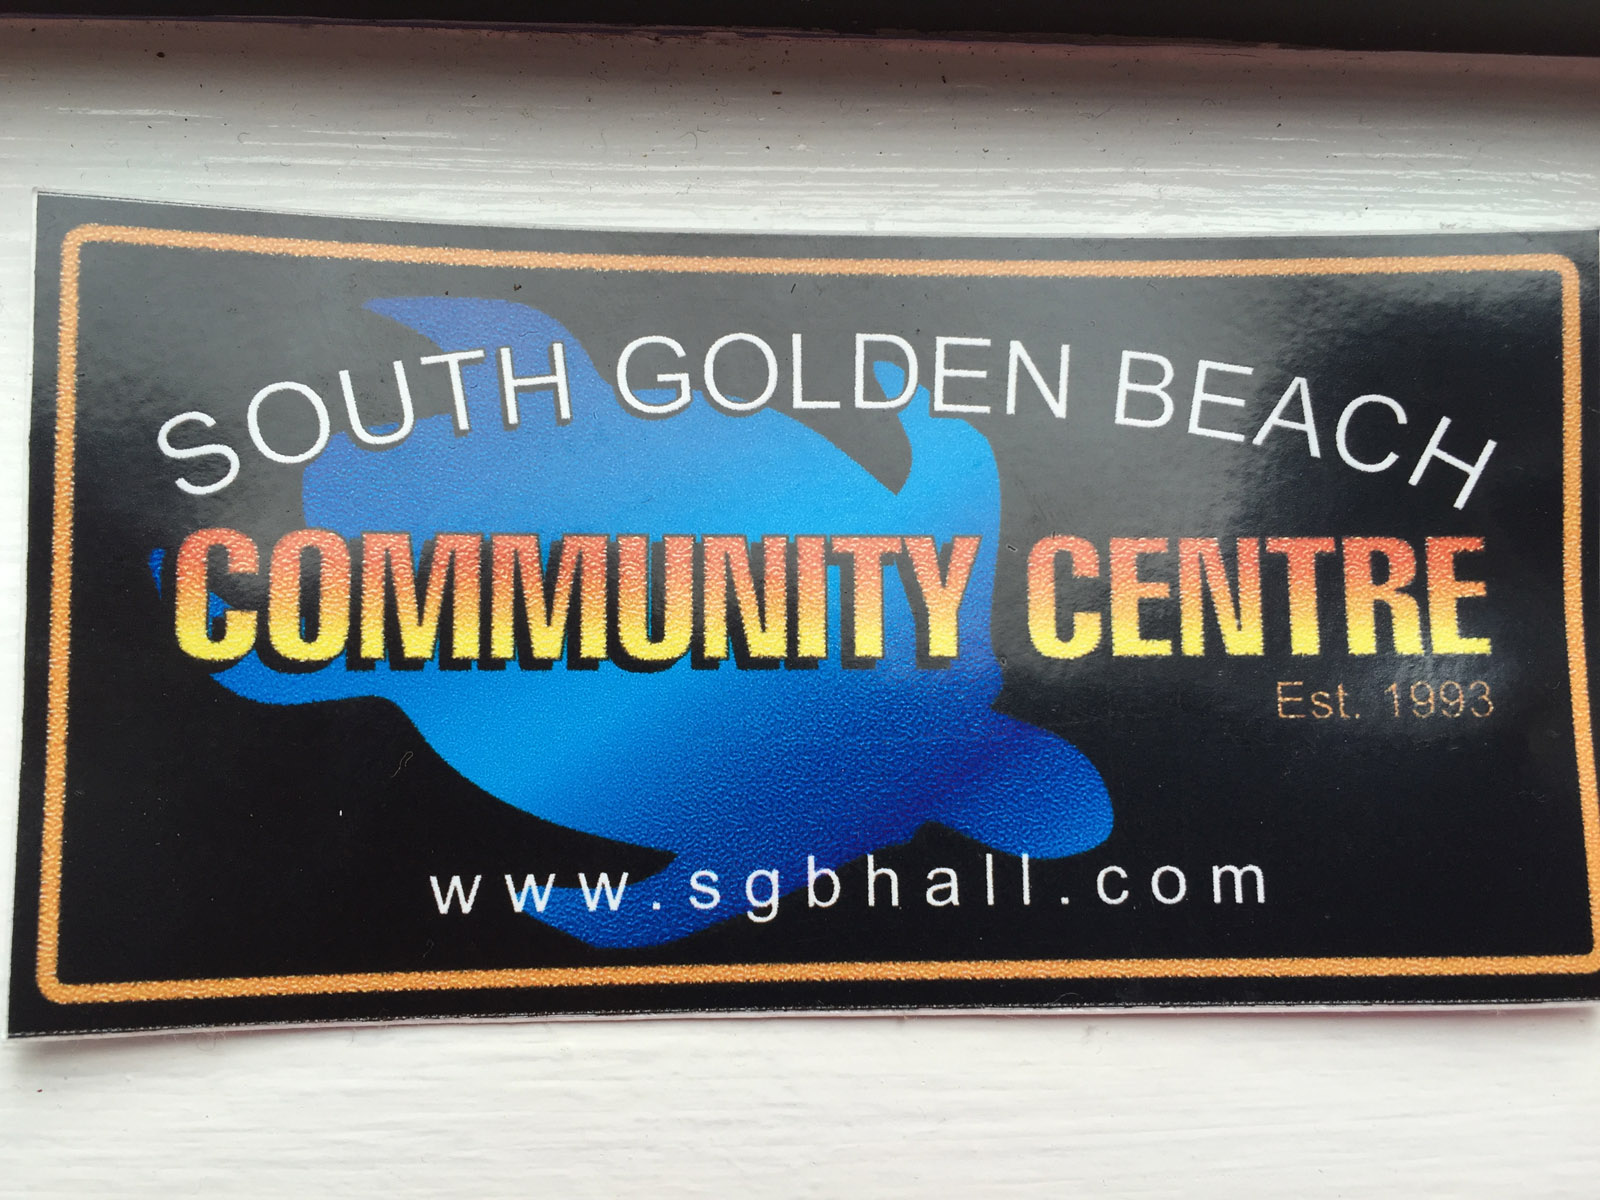 SOUTH GOLDEN BEACH
COMMUNITY CENTRE
Est. 1993
www.sgbhall.com